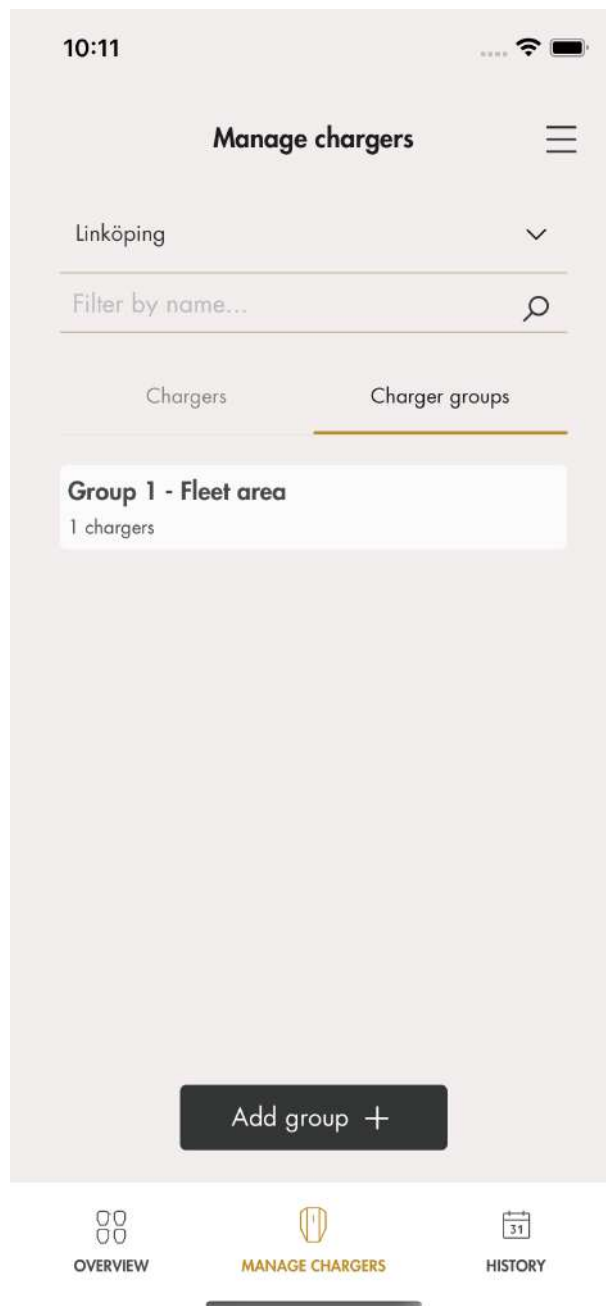 10:11
Manage chargers
Linköping
Filter by name...
Chargers Charger groups
Group 1 - Fleet area
1 chargers
Add group +
31
OVERVIEW MANAGE CHARGERS HISTORY